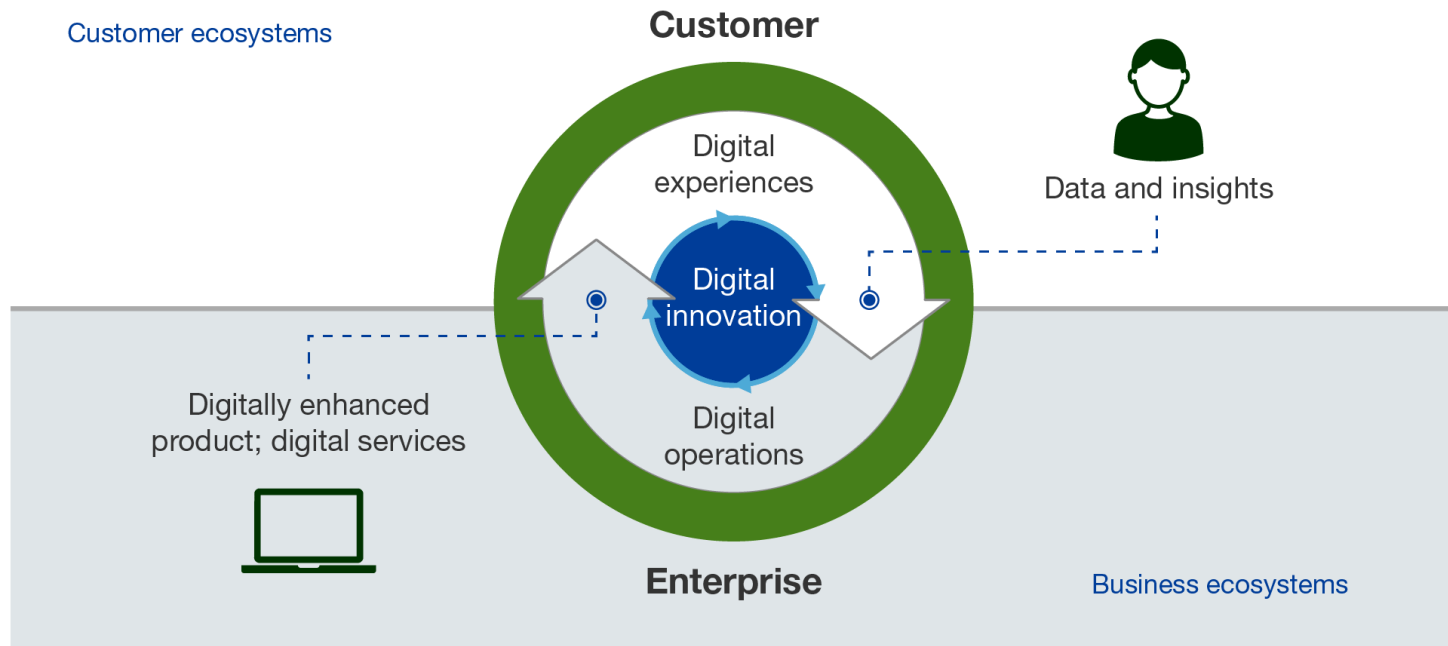 Customer ecosystems
Customer
Digital
experiences
Data and insights
Digital
innovation
Digitally enhanced
product; digital services
Digital
operations
Enterprise
Business ecosystems